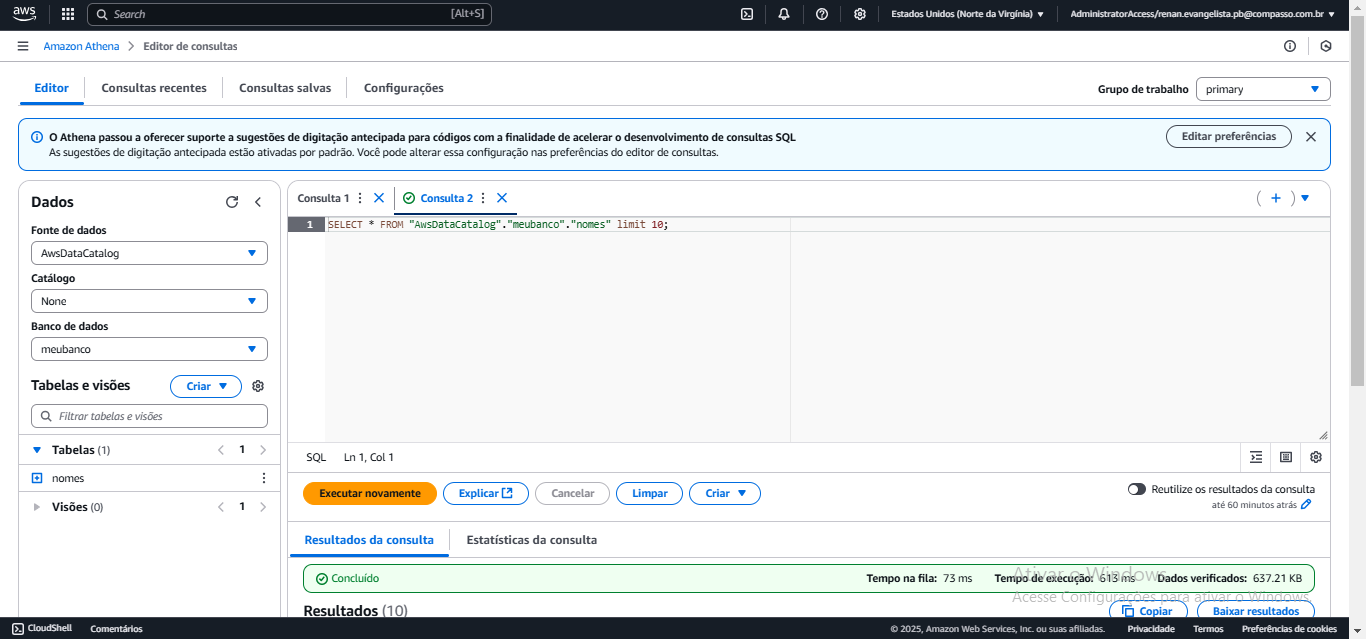 aws Search [Alt+S] Estados Unidos (Norte da Virgínia) AdministratorAccess/renan.evangelista.pb@compasso.com.br
Amazon Athena > Editor de consultas
Editor Consultas recentes Consultas salvas Configurações Grupo de trabalho primary
O Athena passou a oferecer suporte a sugestões de digitação antecipada para códigos com a finalidade de acelerar o desenvolvimento de consultas SQL
As sugestões de digitação antecipada estão ativadas por padrão. Você pode alterar essa configuração nas preferências do editor de consultas.
Editar preferências
Dados
Fonte de dados
AwsDataCatalog
Catálogo
None
Banco de dados
meubanco
Tabelas e visões Criar
Filtrar tabelas e visões
Tabelas (1) < 1 >
nomes
Visões (0) < 1 >
Consulta 1 Consulta 2
1 SELECT * FROM "AwsDataCatalog"."meubanco"."nomes" limit 10;
SQL Ln 1, Col 1
Executar novamente Explicar Cancelar Limpar Criar
Reutilize os resultados da consulta
até 60 minutos atrás
Resultados da consulta Estatísticas da consulta
Concluído Tempo na fila: 73 ms Tempo de execução: 613 ms Dados verificados: 637.21 KB
Ativar o Windows
Acesse Configurações para ativar o Windows.
Resultados (10) Copiar Baixar resultados
CloudShell Comentários © 2025, Amazon Web Services, Inc. ou suas afiliadas. Privacidade Termos Preferências de cookies